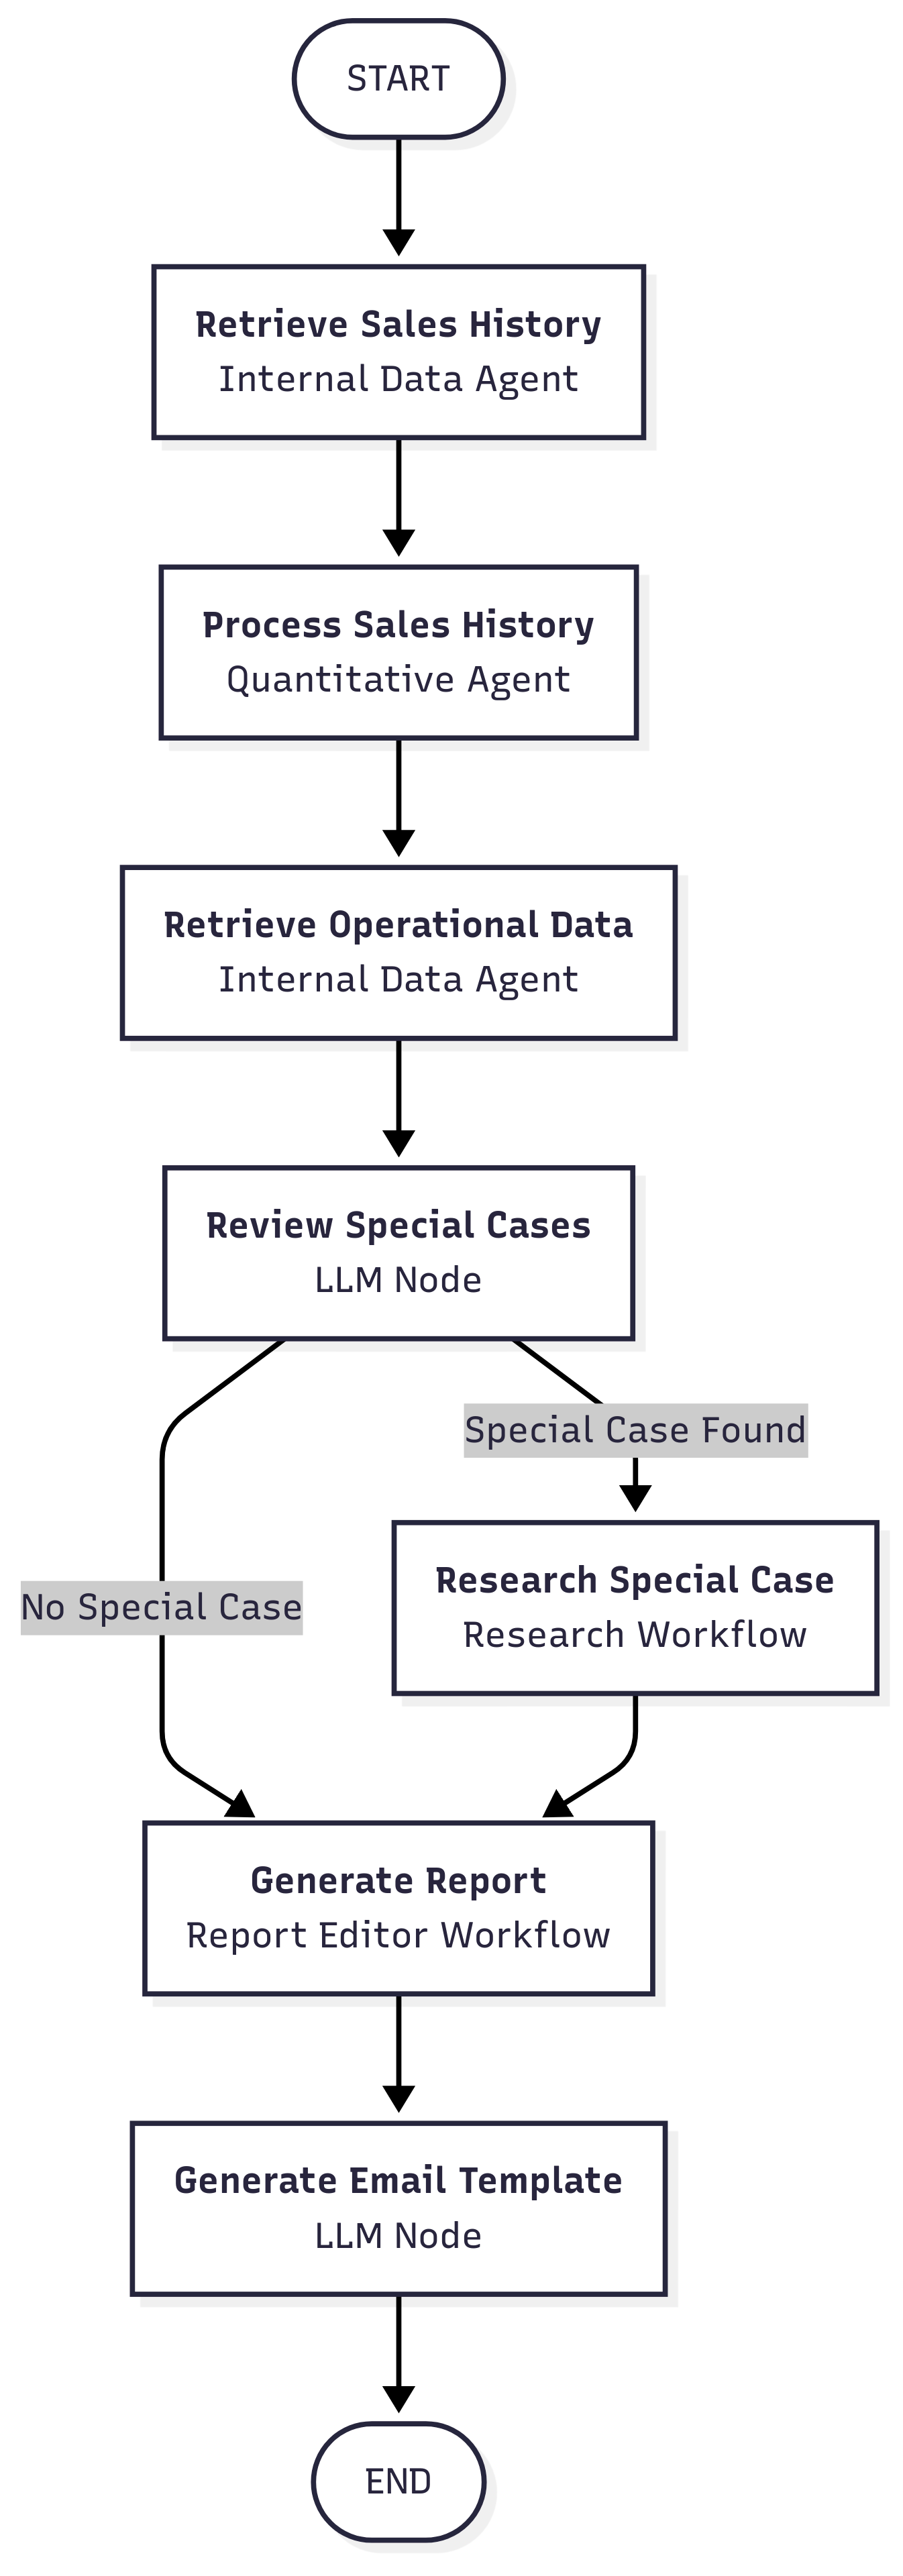 START
Retrieve Sales History
Internal Data Agent
Process Sales History
Quantitative Agent
Retrieve Operational Data
Internal Data Agent
Review Special Cases
LLM Node
Special Case Found
Research Special Case
Research Workflow
No Special Case
Generate Report
Report Editor Workflow
Generate Email Template
LLM Node
END